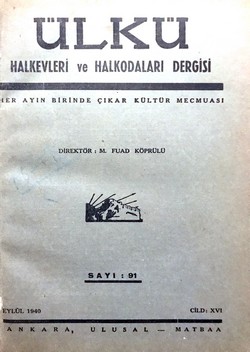 ÜLKÜ
HALKEVLERİ ve HALKODALARI DERGİSİ
HER AYIN BİRİNDE ÇIKAR KÜLTÜR MECMUASI
DİREKTÖR : M. FUAD KÖPRÜLÜ
SAYI : 91
EYLÜL 1940 CİLD: XVI
ANKARA, ULUSAL — MATBAA